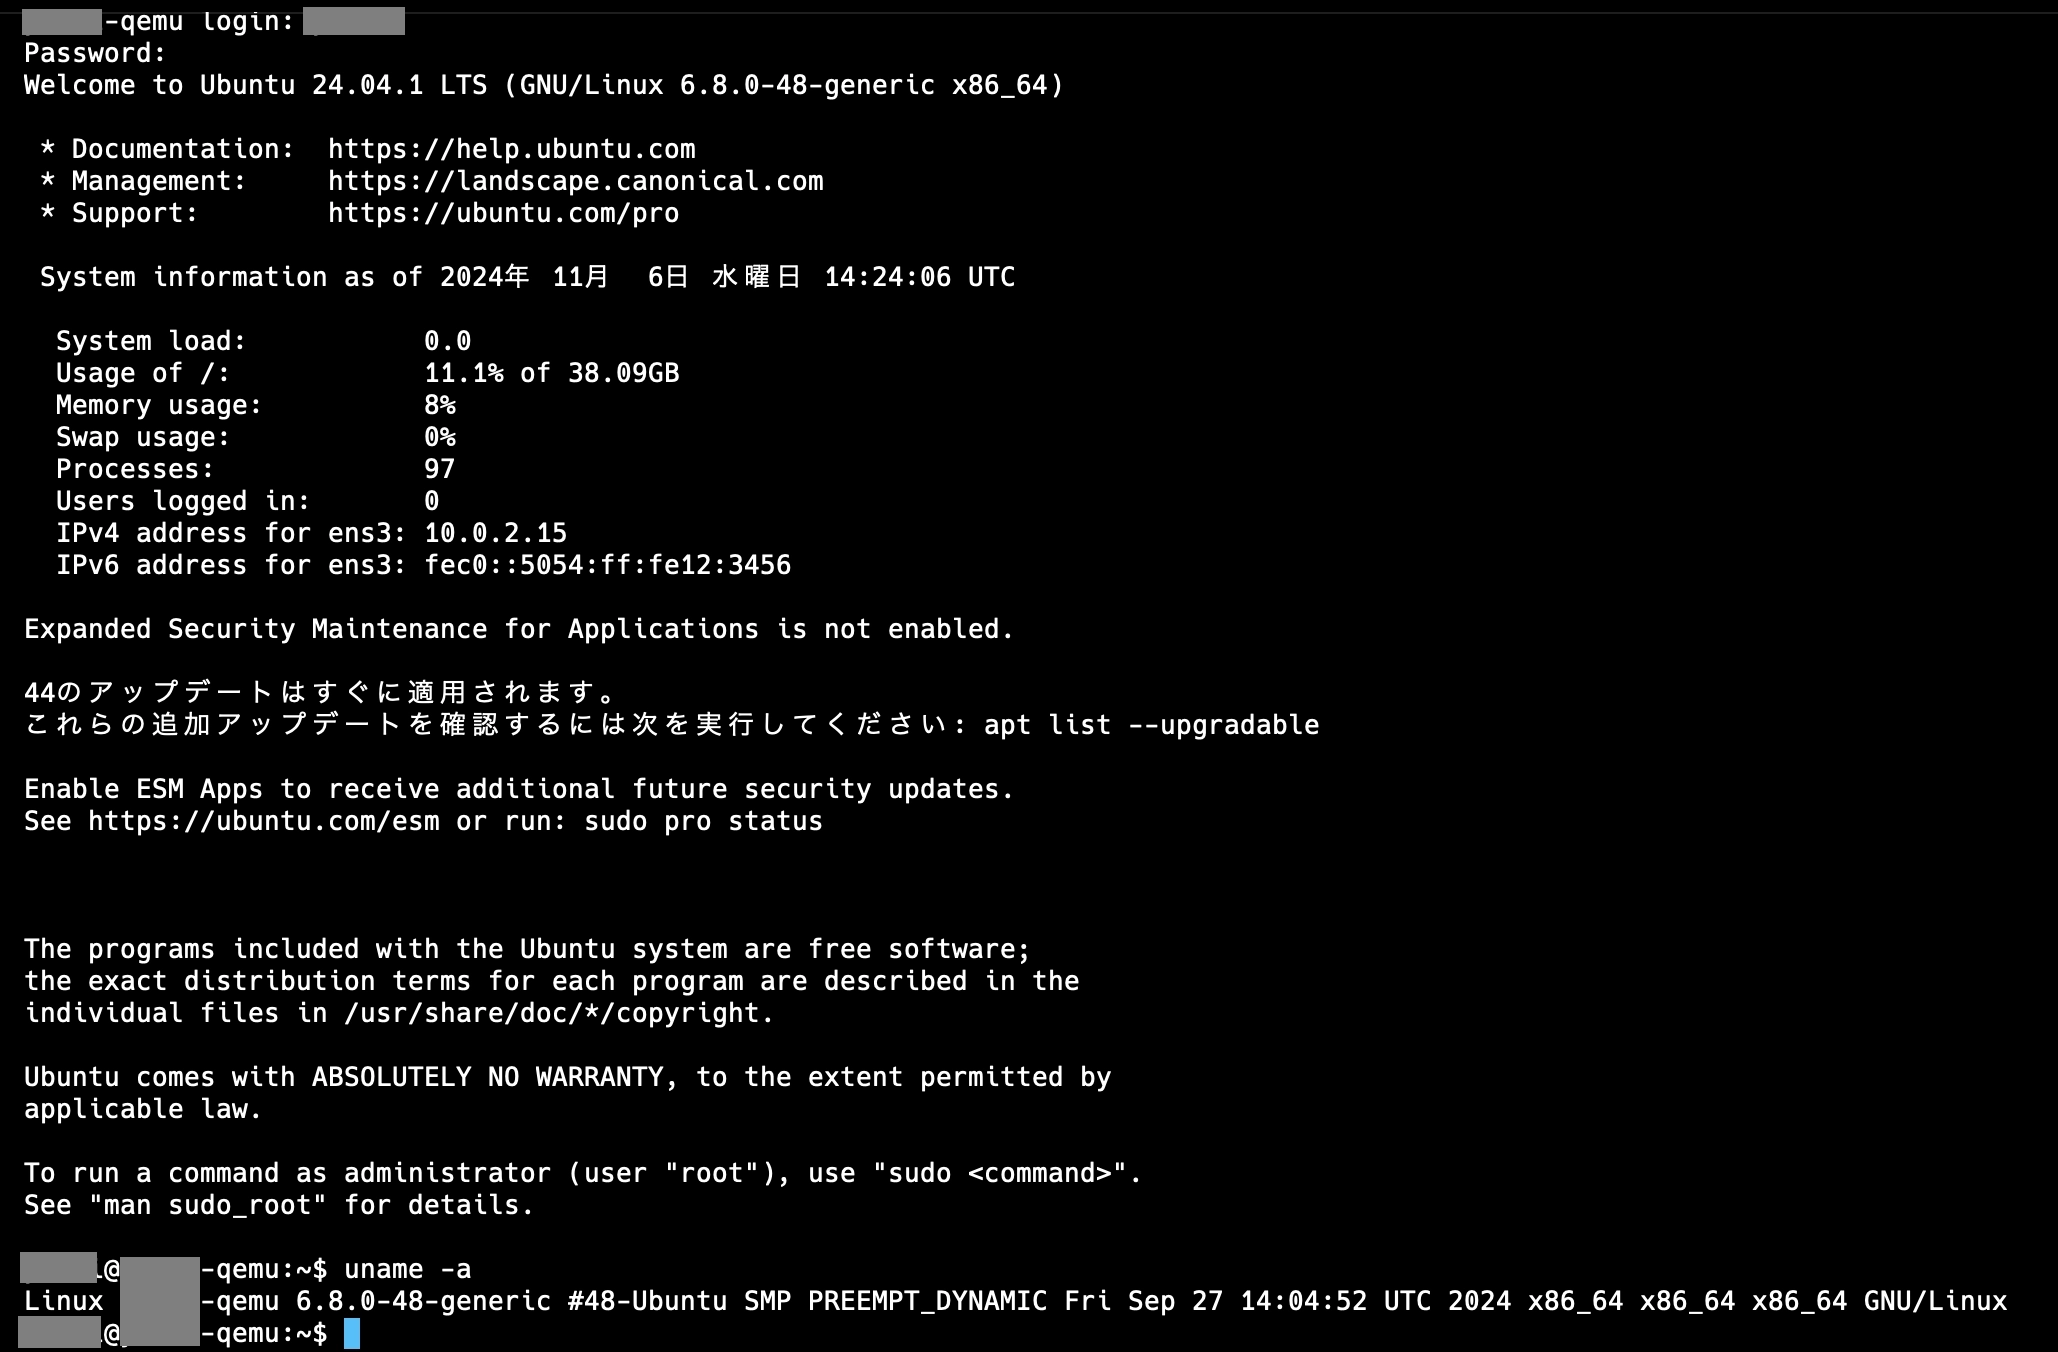 -qemu login:
Password:
Welcome to Ubuntu 24.04.1 LTS (GNU/Linux 6.8.0-48-generic x86_64)
* Documentation:  https://help.ubuntu.com
* Management:     https://landscape.canonical.com
* Support:        https://ubuntu.com/pro
System information as of 2024年 11月  6日 水曜日 14:24:06 UTC
System load:           0.0
Usage of /:            11.1% of 38.09GB
Memory usage:          8%
Swap usage:            0%
Processes:             97
Users logged in:       0
IPv4 address for ens3: 10.0.2.15
IPv6 address for ens3: fec0::5054:ff:fe12:3456
Expanded Security Maintenance for Applications is not enabled.
44のアップデートはすぐに適用されます。
これらの追加アップデートを確認するには次を実行してください: apt list --upgradable
Enable ESM Apps to receive additional future security updates.
See https://ubuntu.com/esm or run: sudo pro status
The programs included with the Ubuntu system are free software;
the exact distribution terms for each program are described in the
individual files in /usr/share/doc/*/copyright.
Ubuntu comes with ABSOLUTELY NO WARRANTY, to the extent permitted by
applicable law.
To run a command as administrator (user "root"), use "sudo <command>".
See "man sudo_root" for details.
@ -qemu:~$ uname -a
Linux -qemu 6.8.0-48-generic #48-Ubuntu SMP PREEMPT_DYNAMIC Fri Sep 27 14:04:52 UTC 2024 x86_64 x86_64 x86_64 GNU/Linux
@ -qemu:~$